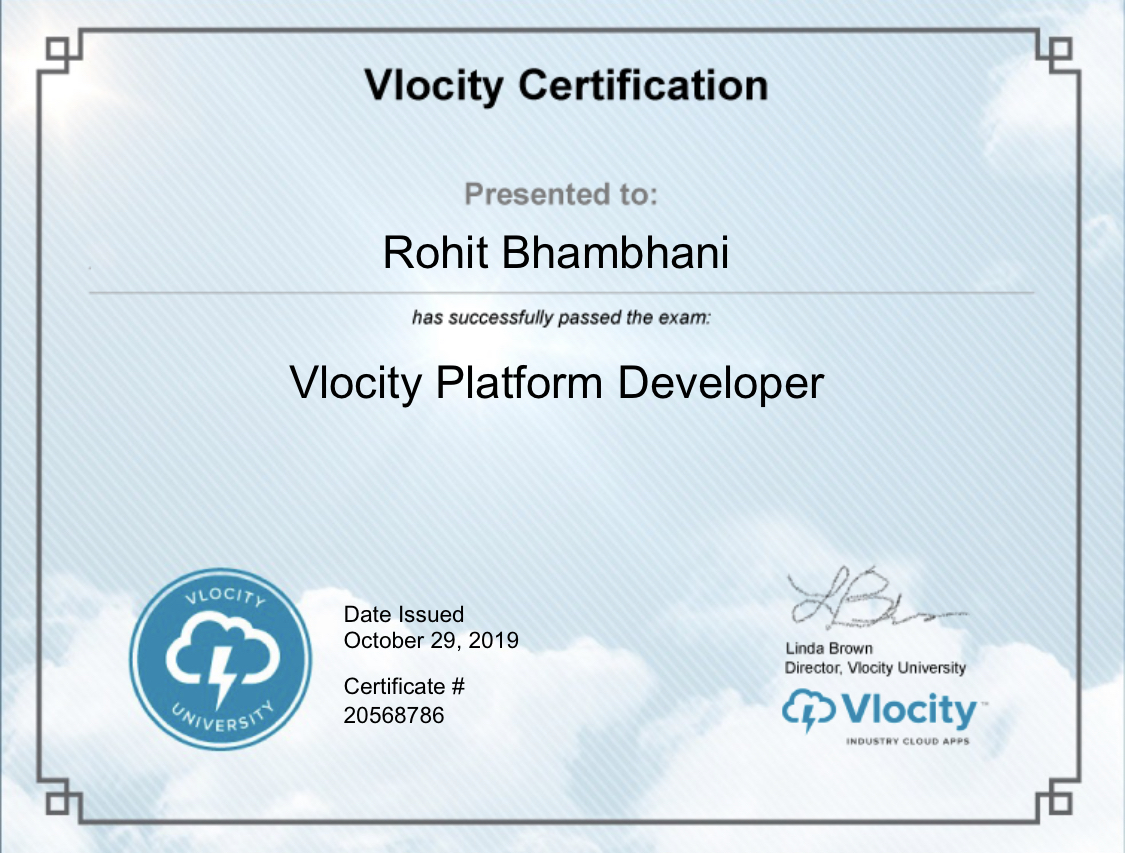 Vlocity Certification
Presented to:
Rohit Bhambhani
has successfully passed the exam:
Vlocity Platform Developer
VLOCITY
UNIVERSITY
Date Issued
October 29, 2019
Certificate #
20568786
Linda Brown
Director, Vlocity University
Vlocity™
INDUSTRY CLOUD APPS